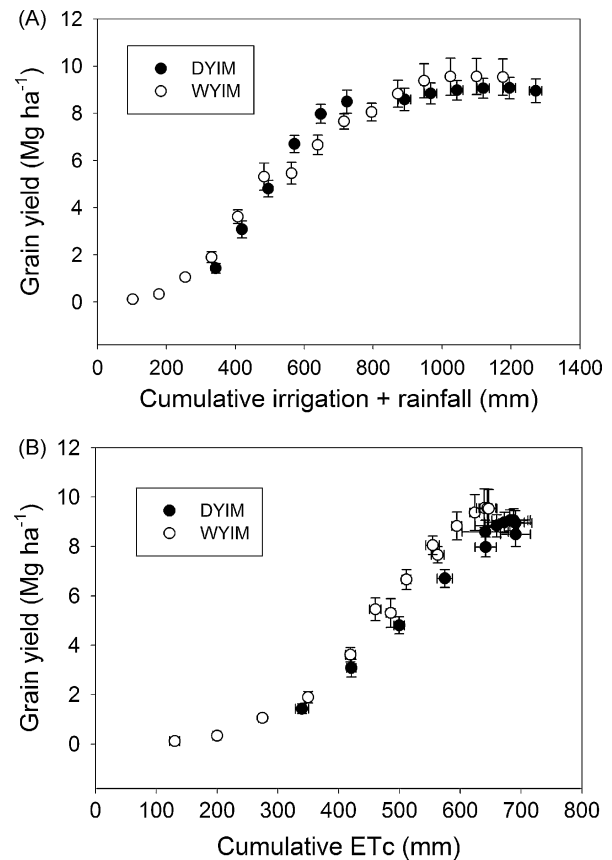 (A)
12
DYIM
10
WYIM
8
6
4
2
0
Grain yield (Mg ha⁻¹)
0 200 400 600 800 1000 1200 1400
Cumulative irrigation + rainfall (mm)
(B)
12
DYIM
10
WYIM
8
6
4
2
0
Grain yield (Mg ha⁻¹)
0 100 200 300 400 500 600 700 800
Cumulative ETc (mm)